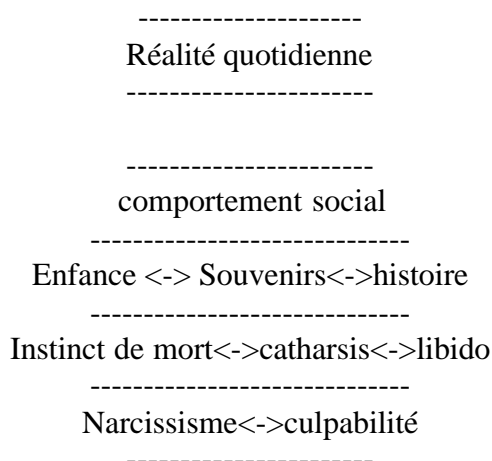 ---------------------
Réalité quotidienne
-----------------------
-----------------------
comportement social
------------------------------
Enfance <-> Souvenirs<->histoire
------------------------------
Instinct de mort<->catharsis<->libido
------------------------------
Narcissisme<->culpabilité
-----------------------